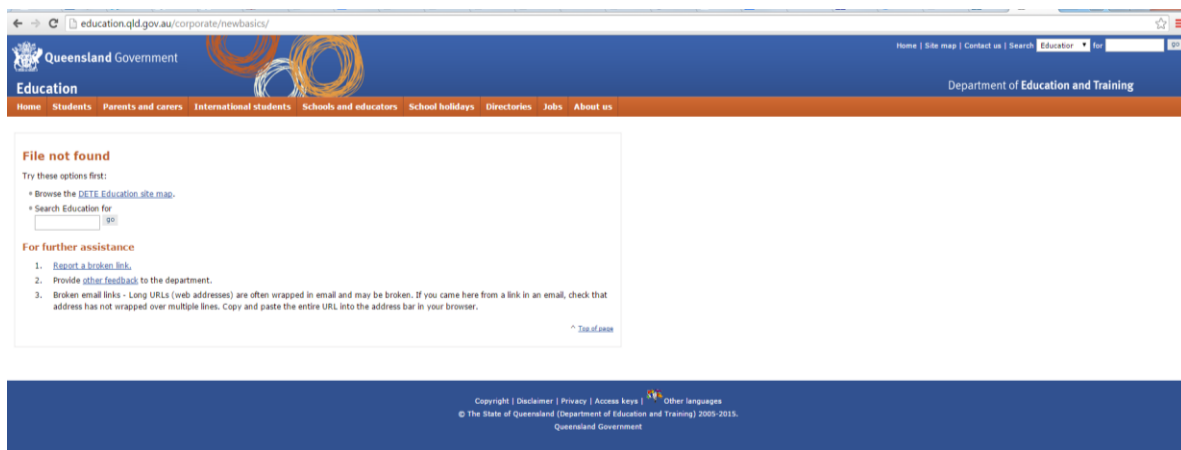 education.qld.gov.au/corporate/newbasics/
Queensland Government
Home | Site map | Contact us | Search Education for go
Education
Department of Education and Training
Home Students Parents and carers International students Schools and educators School holidays Directories Jobs About us
File not found
Try these options first:
Browse the DETE Education site map.
Search Education for
go
For further assistance
1. Report a broken link.
2. Provide other feedback to the department.
3. Broken email links - Long URLs (web addresses) are often wrapped in email and may be broken. If you came here from a link in an email, check that
address has not wrapped over multiple lines. Copy and paste the entire URL into the address bar in your browser.
^ Top of page
Copyright | Disclaimer | Privacy | Access keys | Other languages
© The State of Queensland (Department of Education and Training) 2005-2015.
Queensland Government